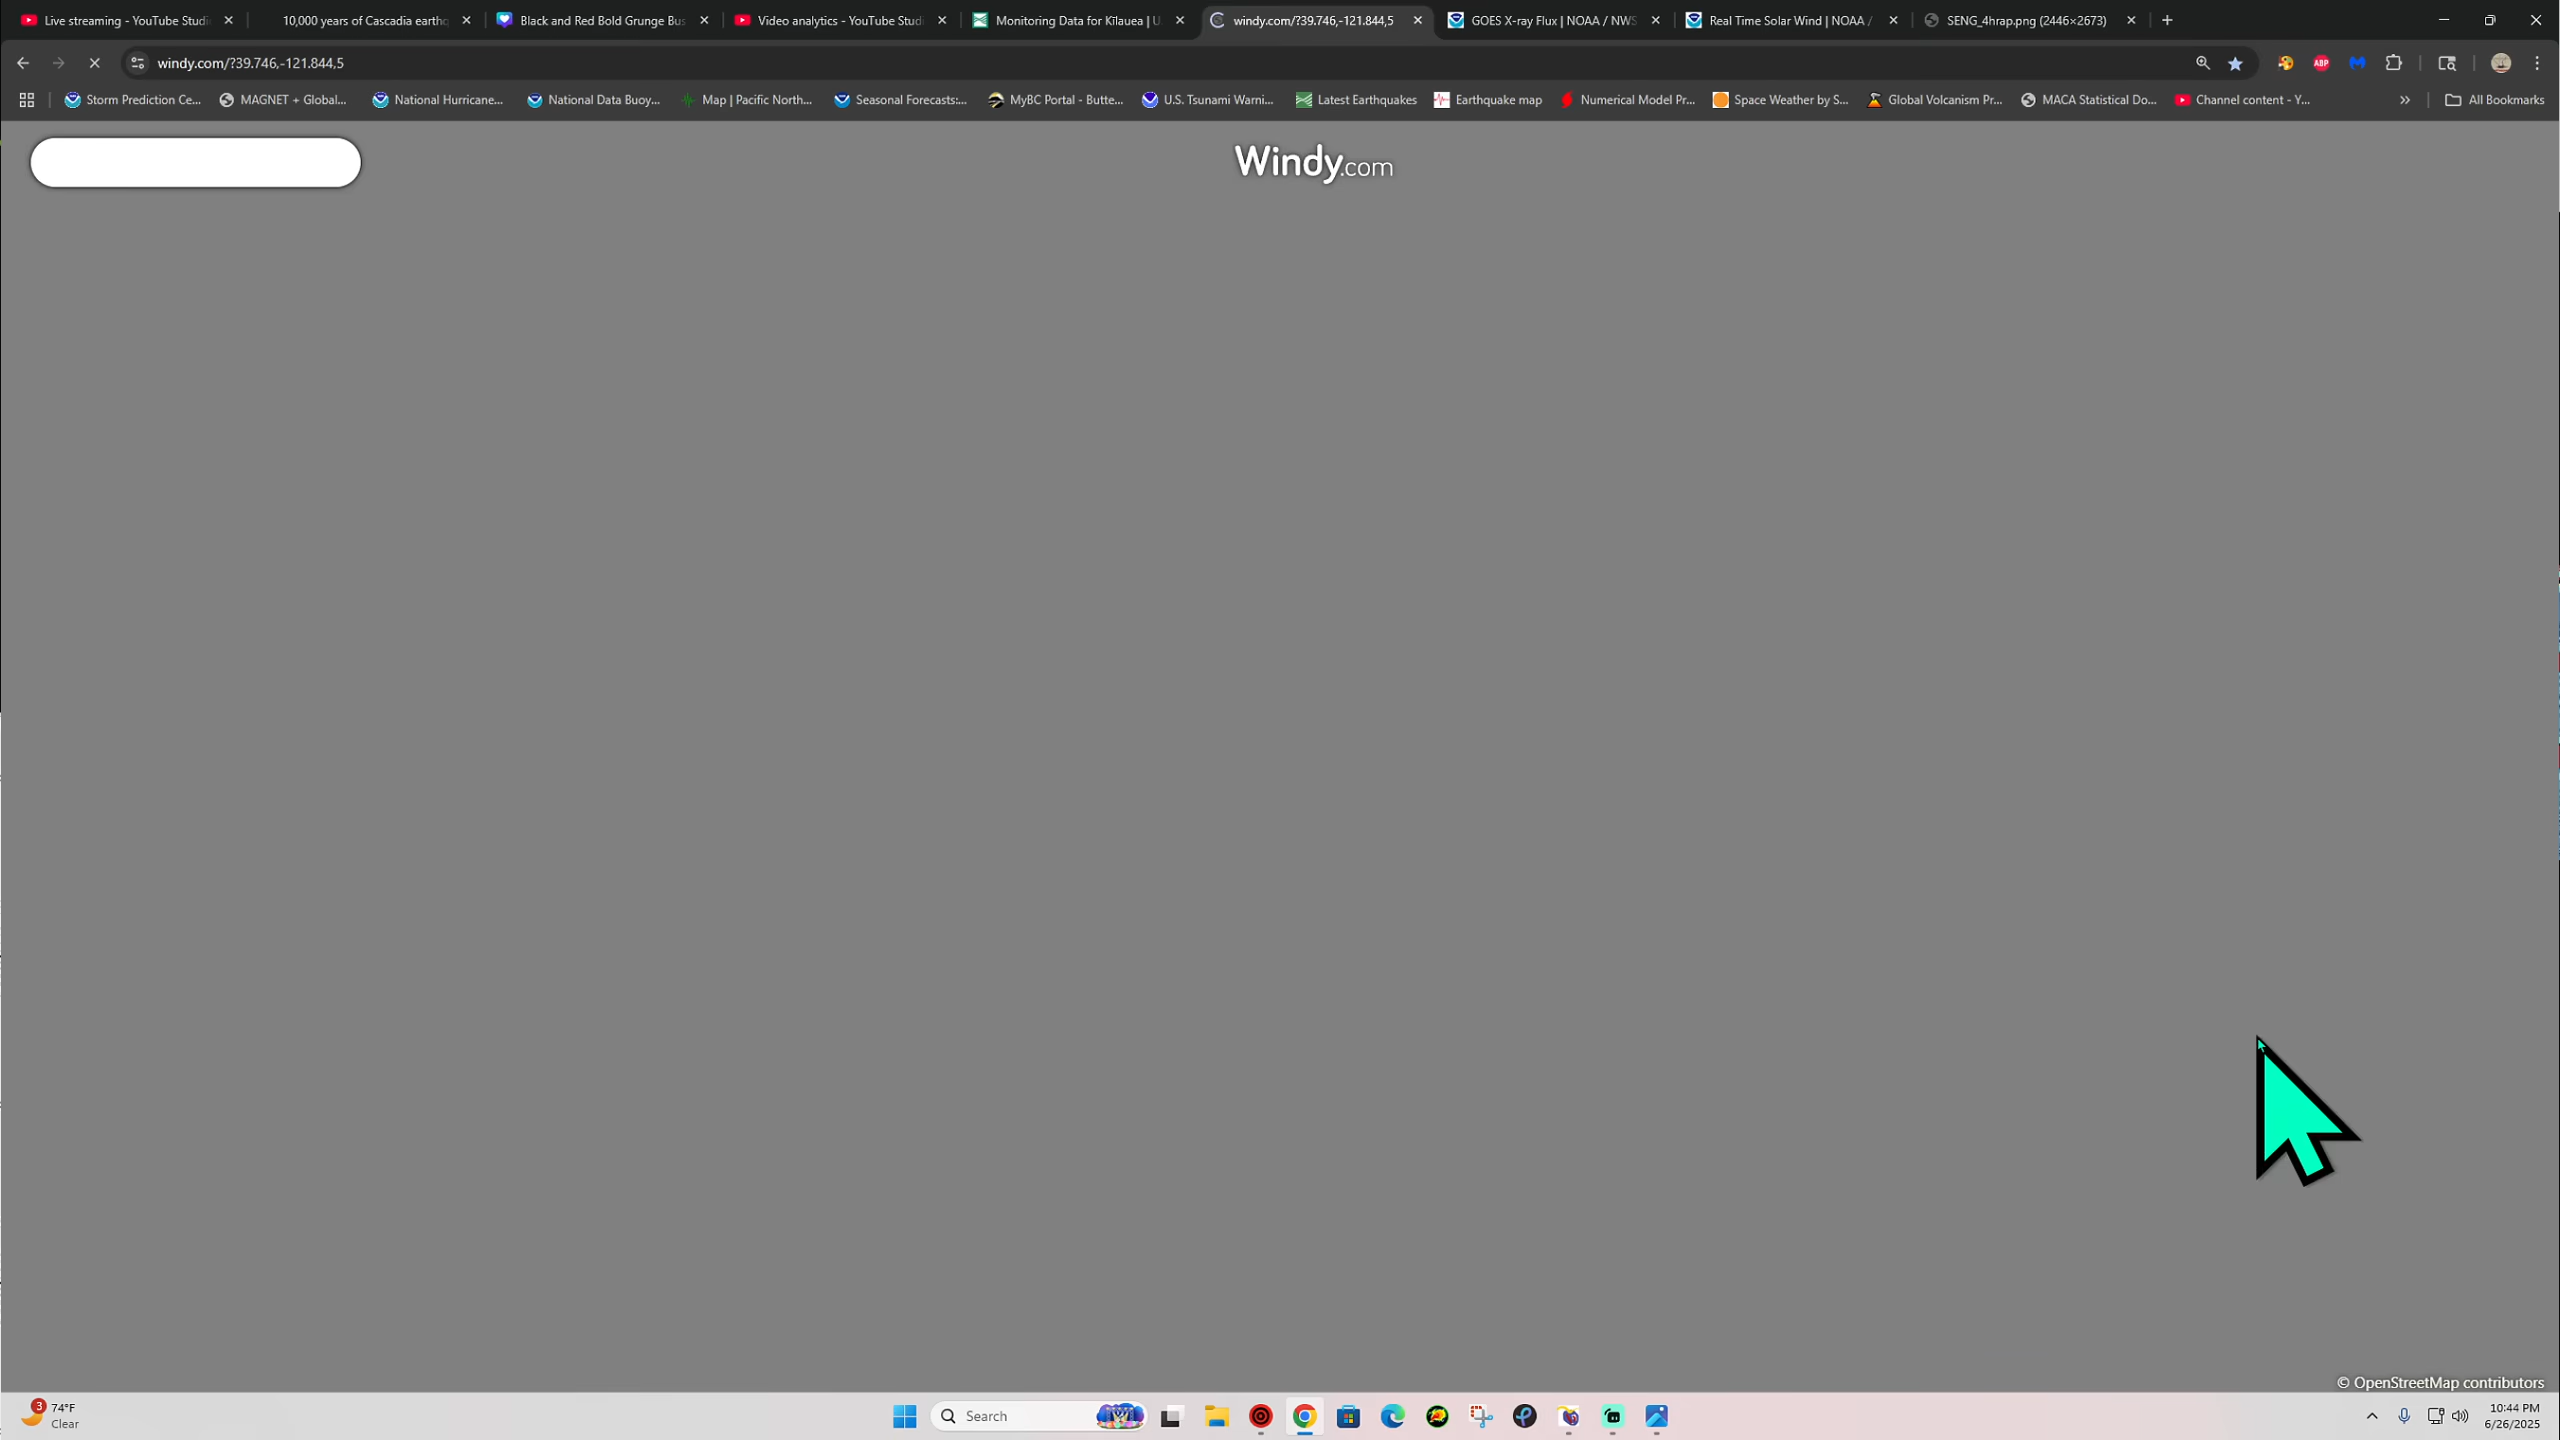 Live streaming - YouTube Studi
10,000 years of Cascadia earthq
Black and Red Bold Grunge Bus
Video analytics - YouTube Studi
Monitoring Data for Kilauea | U
windy.com/?39.746,-121.844,5
GOES X-ray Flux | NOAA / NWS
Real Time Solar Wind | NOAA /
SENG_4hrap.png (2446×2673)
windy.com/?39.746,-121.844,5
ABP
Storm Prediction Ce...
MAGNET + Global...
National Hurricane...
National Data Buoy...
Map | Pacific North...
Seasonal Forecasts:...
MyBC Portal - Butte...
U.S. Tsunami Warni...
Latest Earthquakes
Earthquake map
Numerical Model Pr...
Space Weather by S...
Global Volcanism Pr...
MACA Statistical Do...
Channel content - Y...
All Bookmarks
Windy.com
© OpenStreetMap contributors
3
74°F
Clear
Search
10:44 PM
6/26/2025